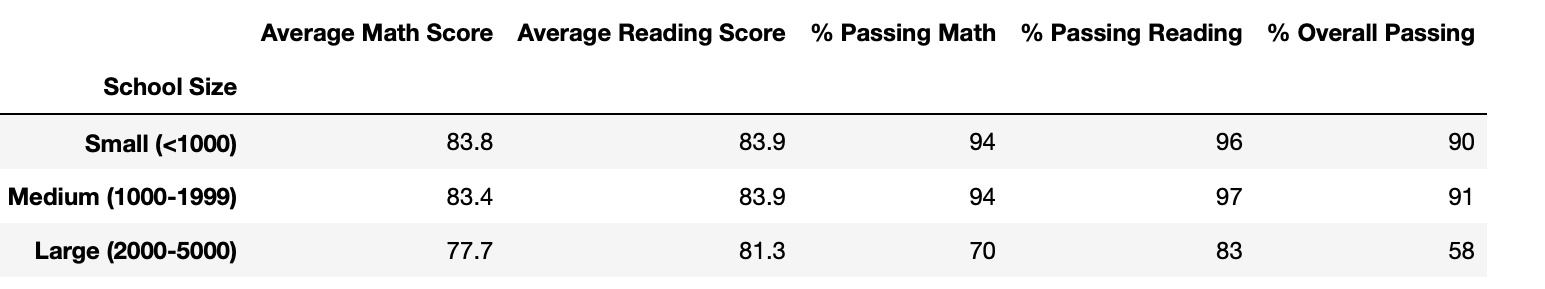 Average Math Score Average Reading Score % Passing Math % Passing Reading % Overall Passing
School Size
Small (<1000) 83.8 83.9 94 96 90
Medium (1000-1999) 83.4 83.9 94 97 91
Large (2000-5000) 77.7 81.3 70 83 58